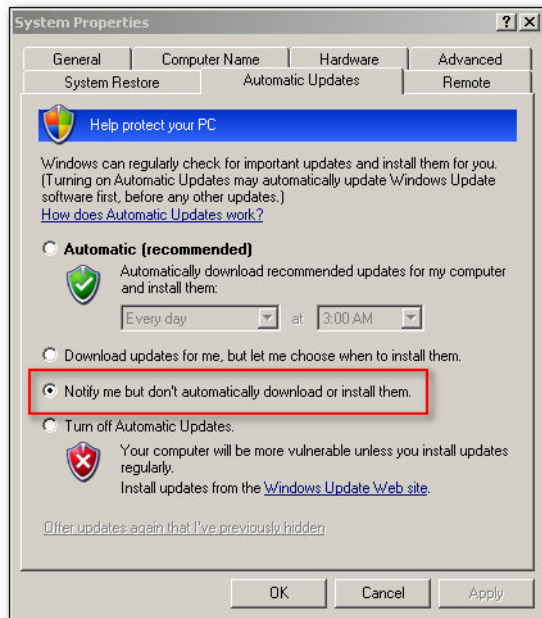 System Properties
General Computer Name Hardware Advanced
System Restore Automatic Updates Remote
Help protect your PC
Windows can regularly check for important updates and install them for you.
(Turning on Automatic Updates may automatically update Windows Update
software first, before any other updates.)
How does Automatic Updates work?
Automatic (recommended)
Automatically download recommended updates for my computer
and install them:
Every day at 3:00 AM
Download updates for me, but let me choose when to install them.
Notify me but don't automatically download or install them.
Turn off Automatic Updates.
Your computer will be more vulnerable unless you install updates
regularly.
Install updates from the Windows Update Web site.
Offer updates again that I've previously hidden
OK Cancel Apply